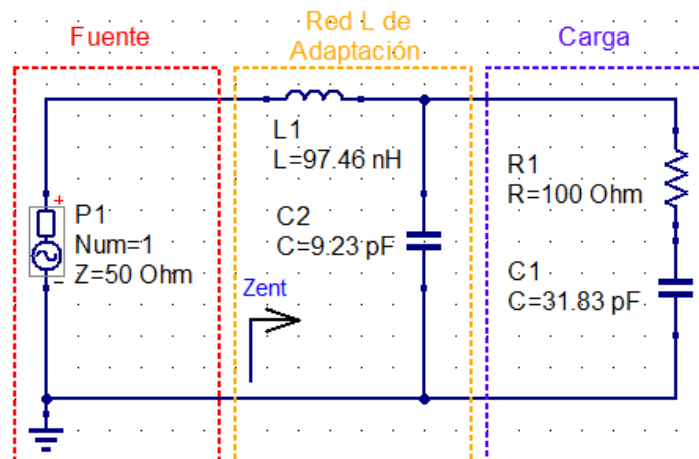 Fuente
Red L de
Adaptación
Carga
L1
L=97.46 nH
R1
R=100 Ohm
+
P1
Num=1
Z=50 Ohm
−
C2
C=9.23 pF
C1
C=31.83 pF
Zent